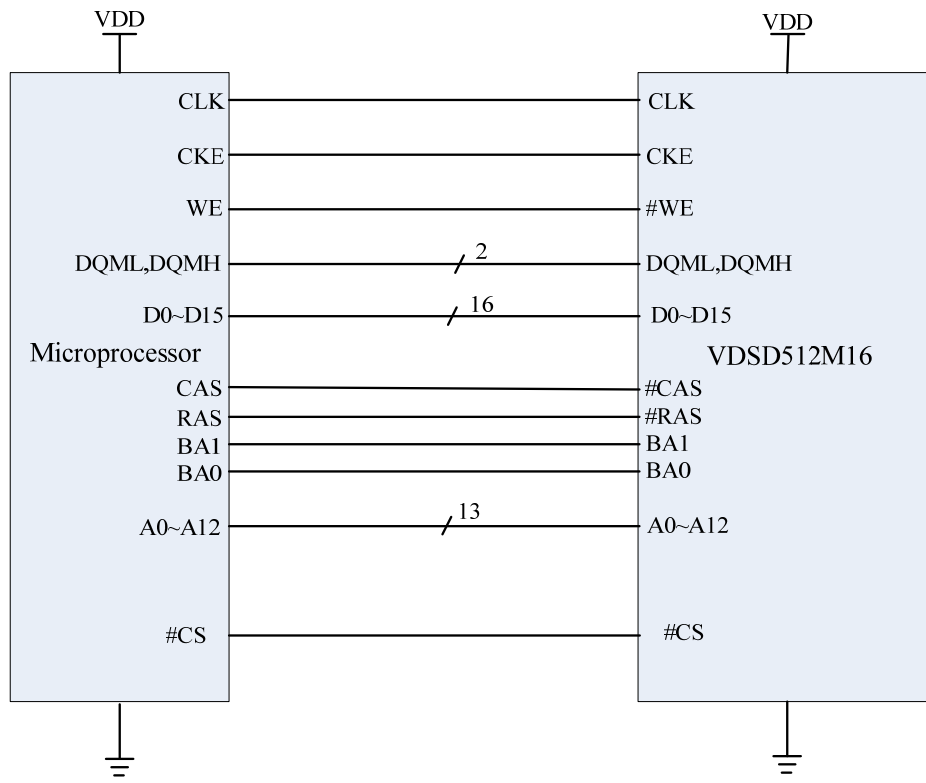 VDD VDD
CLK CLK
CKE CKE
WE #WE
DQML,DQMH 2 DQML,DQMH
D0~D15 16 D0~D15
Microprocessor VDSD512M16
CAS #CAS
RAS #RAS
BA1 BA1
BA0 BA0
A0~A12 13 A0~A12
#CS #CS